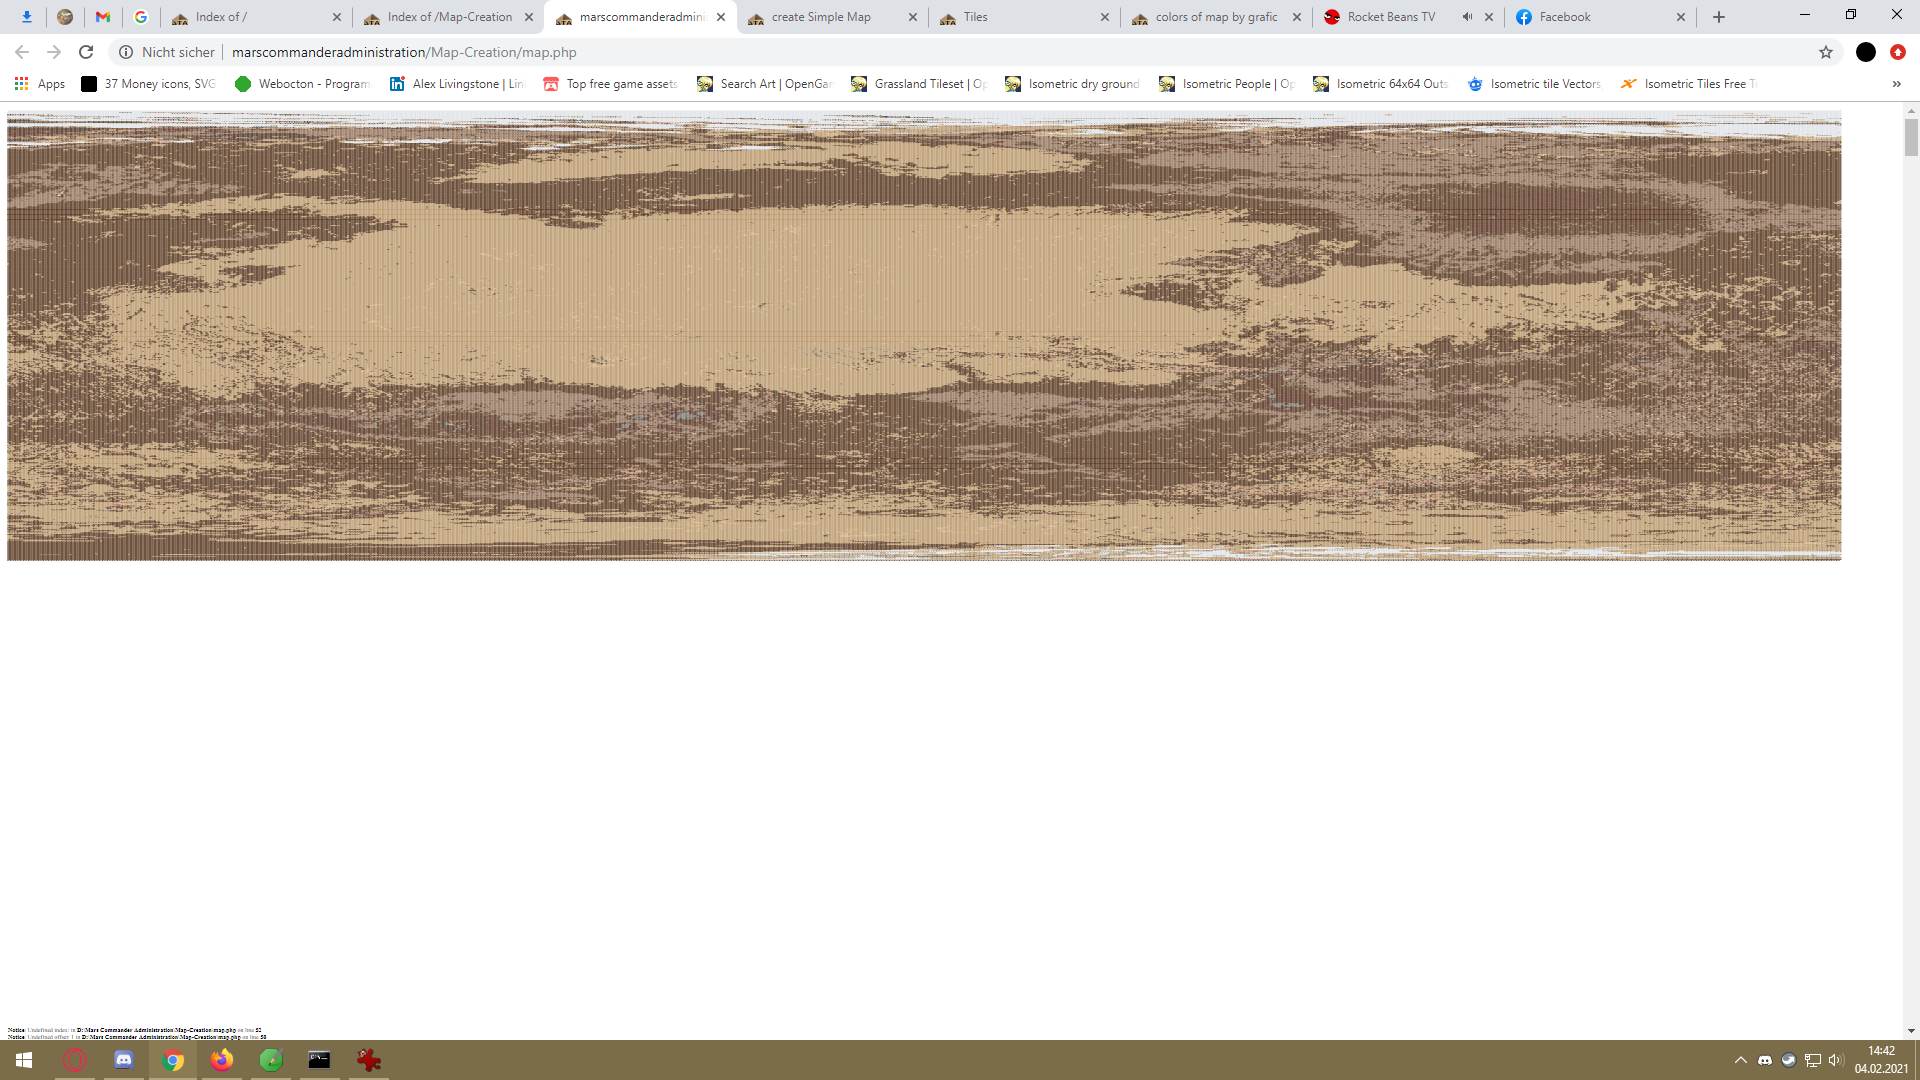 Index of /
Index of /Map-Creation
marscommanderadmini
create Simple Map
Tiles
colors of map by grafic
Rocket Beans TV
Facebook
Nicht sicher
marscommanderadministration/Map-Creation/map.php
Apps
37 Money icons, SVG
Webocton - Program
Alex Livingstone | Lin
Top free game assets
Search Art | OpenGa
Grassland Tileset | O
Isometric dry ground
Isometric People | O
Isometric 64x64 Outs
Isometric tile Vectors
Isometric Tiles Free T
»
Notice: Undefined index: in D:\Mars Commander Administration\Map-Creation\map.php on line 52
Notice: Undefined offset: 1 in D:\Mars Commander Administration\Map-Creation\map.php on line 58
14:42
04.02.2021